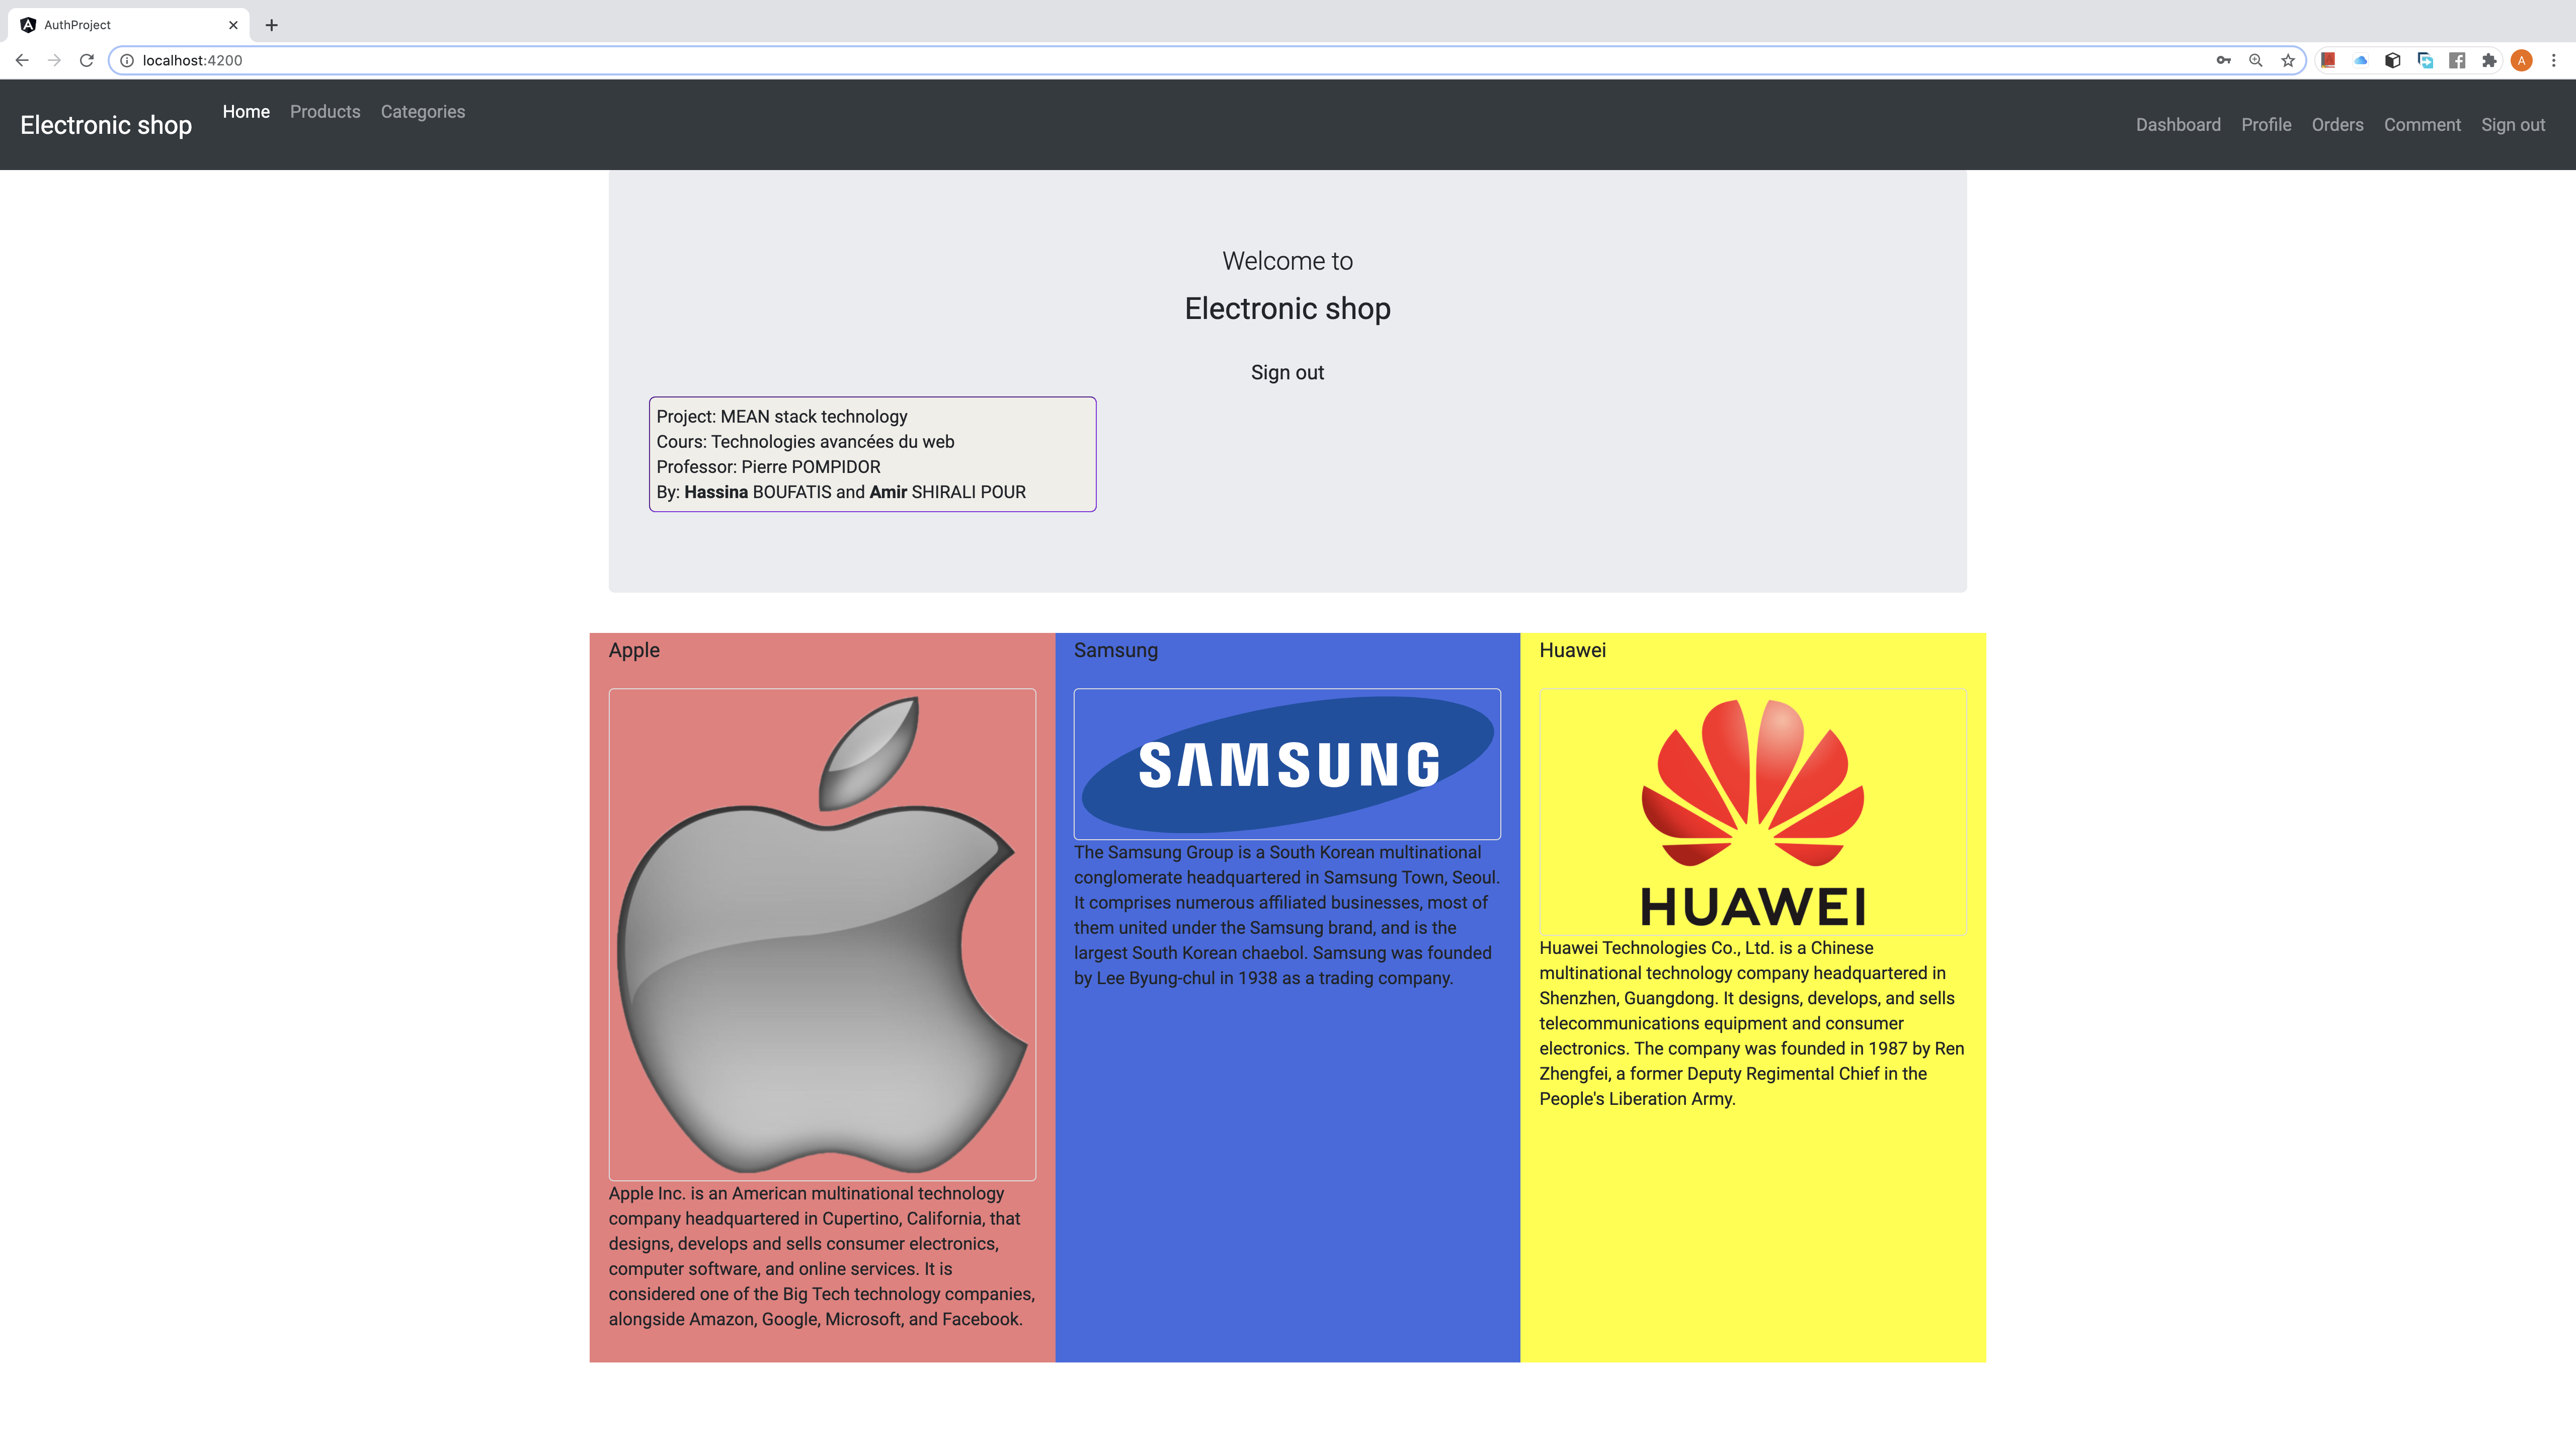 AuthProject
localhost:4200
A
Electronic shop
Home Products Categories
Dashboard Profile Orders Comment Sign out
Welcome to
Electronic shop
Sign out
Project: MEAN stack technology
Cours: Technologies avancées du web
Professor: Pierre POMPIDOR
By: Hassina BOUFATIS and Amir SHIRALI POUR
Apple
Apple Inc. is an American multinational technology
company headquartered in Cupertino, California, that
designs, develops and sells consumer electronics,
computer software, and online services. It is
considered one of the Big Tech technology companies,
alongside Amazon, Google, Microsoft, and Facebook.
Samsung
SAMSUNG
The Samsung Group is a South Korean multinational
conglomerate headquartered in Samsung Town, Seoul.
It comprises numerous affiliated businesses, most of
them united under the Samsung brand, and is the
largest South Korean chaebol. Samsung was founded
by Lee Byung-chul in 1938 as a trading company.
Huawei
HUAWEI
Huawei Technologies Co., Ltd. is a Chinese
multinational technology company headquartered in
Shenzhen, Guangdong. It designs, develops, and sells
telecommunications equipment and consumer
electronics. The company was founded in 1987 by Ren
Zhengfei, a former Deputy Regimental Chief in the
People's Liberation Army.